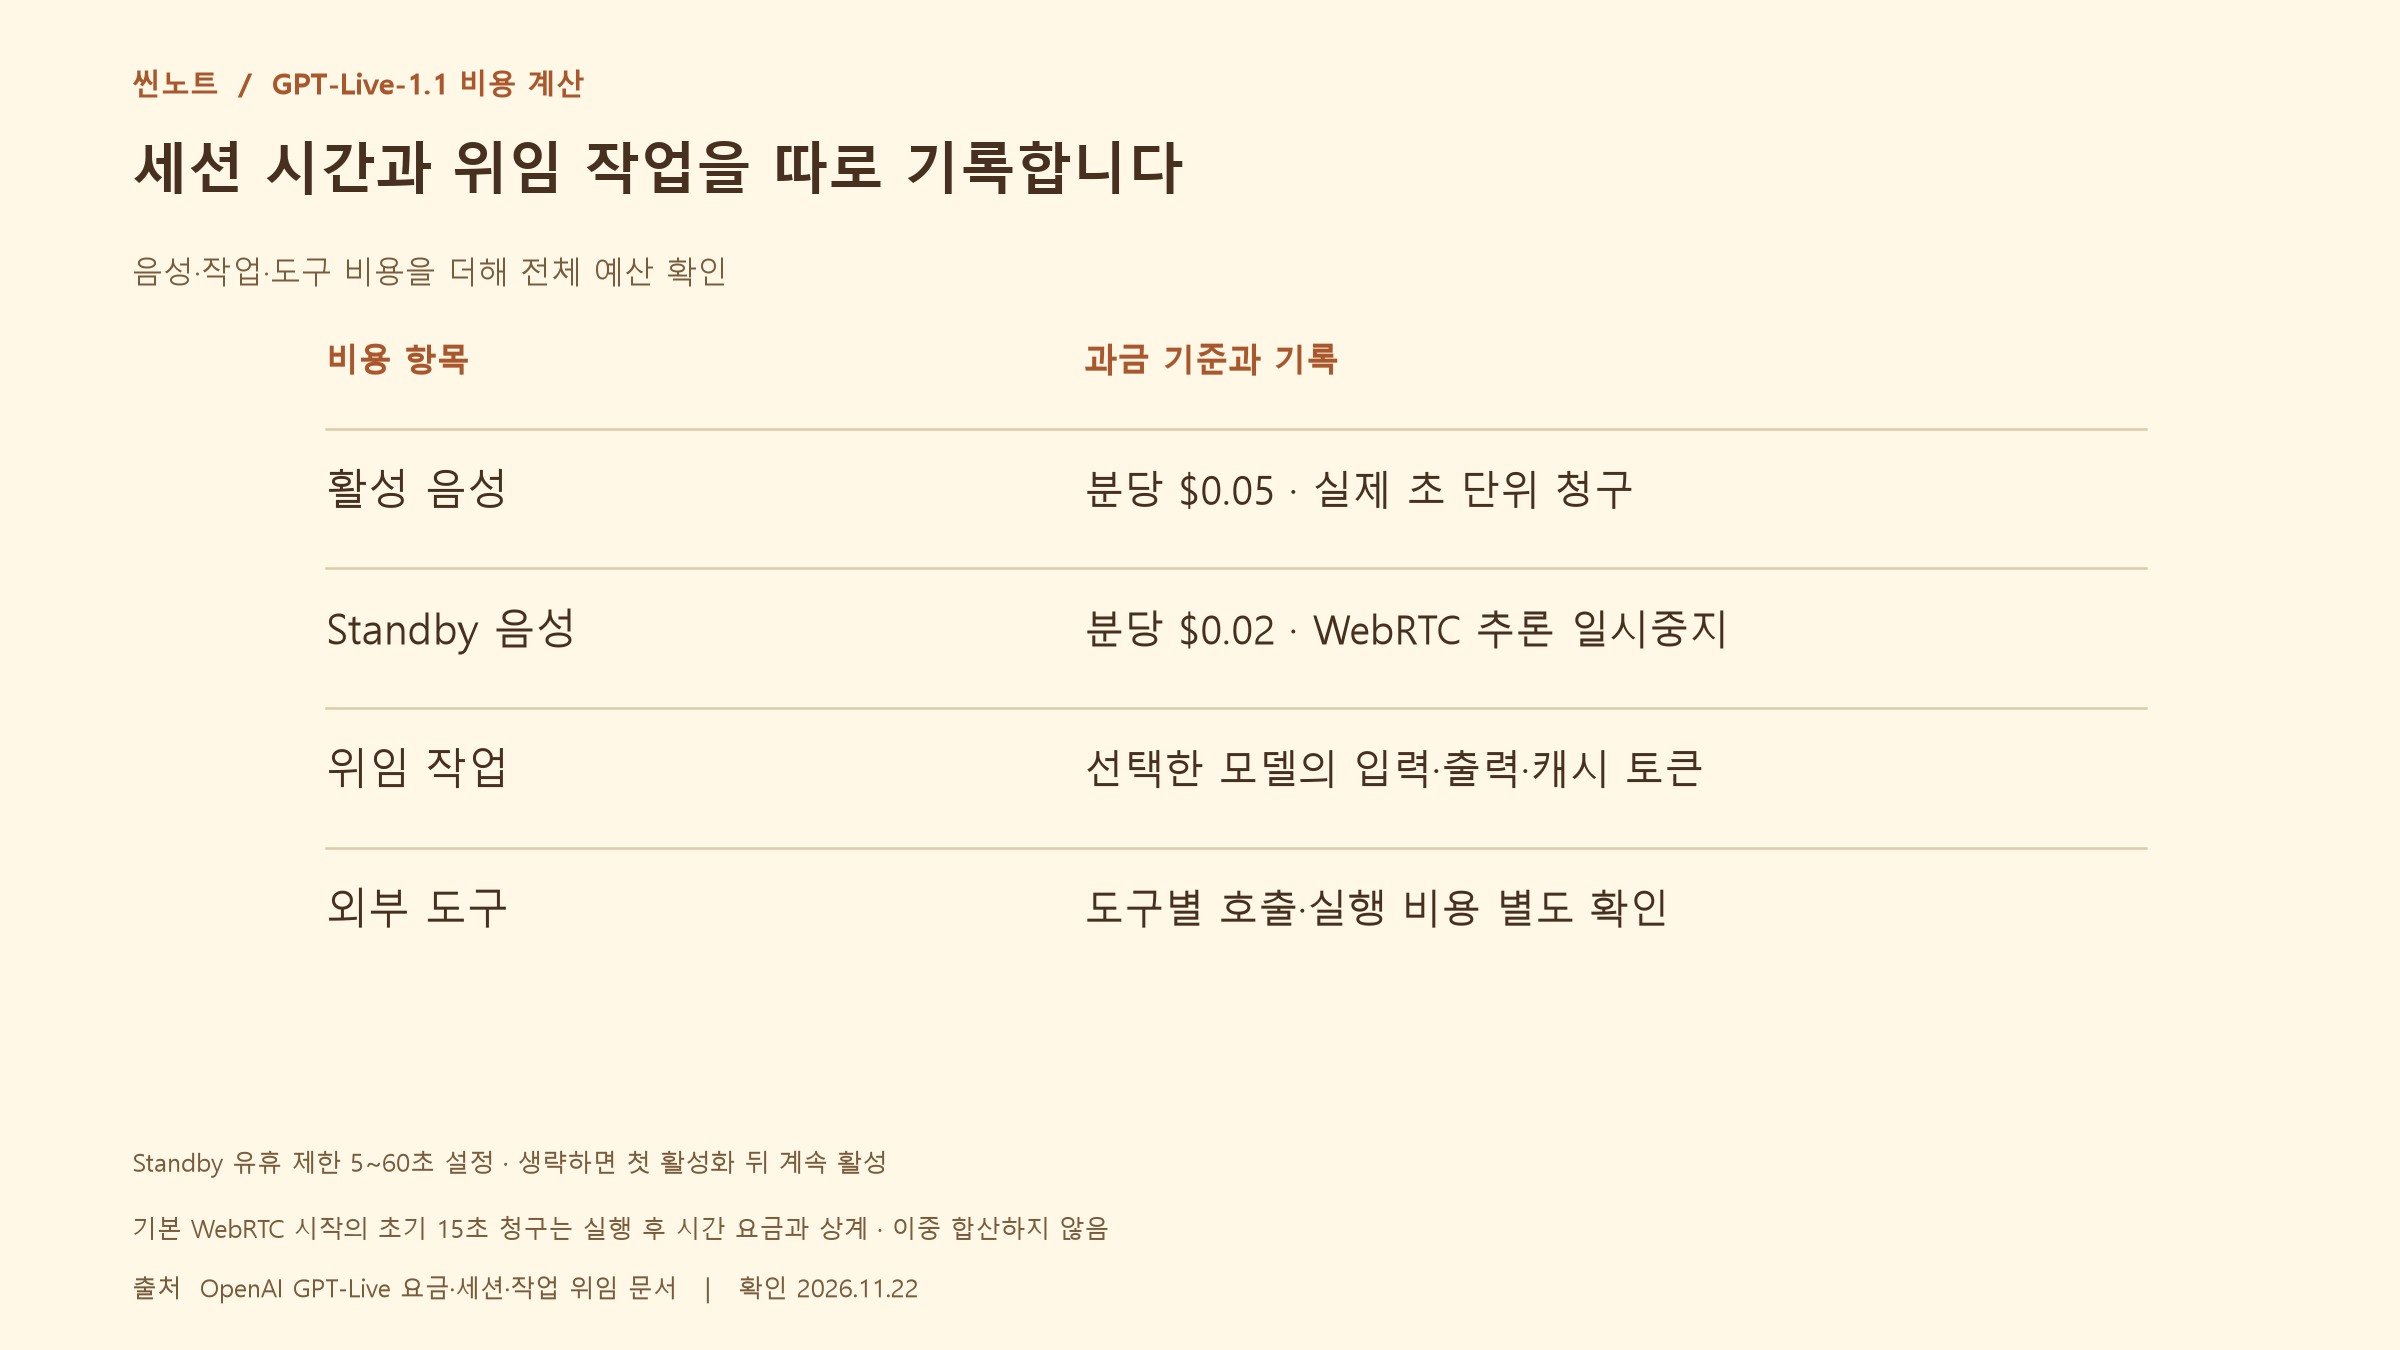 씬노트 / GPT-Live-1.1 비용 계산
세션 시간과 위임 작업을 따로 기록합니다
음성·작업·도구 비용을 더해 전체 예산 확인
비용 항목 과금 기준과 기록
활성 음성 분당 $0.05 · 실제 초 단위 청구
Standby 음성 분당 $0.02 · WebRTC 추론 일시중지
위임 작업 선택한 모델의 입력·출력·캐시 토큰
외부 도구 도구별 호출·실행 비용 별도 확인
Standby 유휴 제한 5~60초 설정 · 생략하면 첫 활성화 뒤 계속 활성
기본 WebRTC 시작의 초기 15초 청구는 실행 후 시간 요금과 상계 · 이중 합산하지 않음
출처 OpenAI GPT-Live 요금·세션·작업 위임 문서 | 확인 2026.11.22